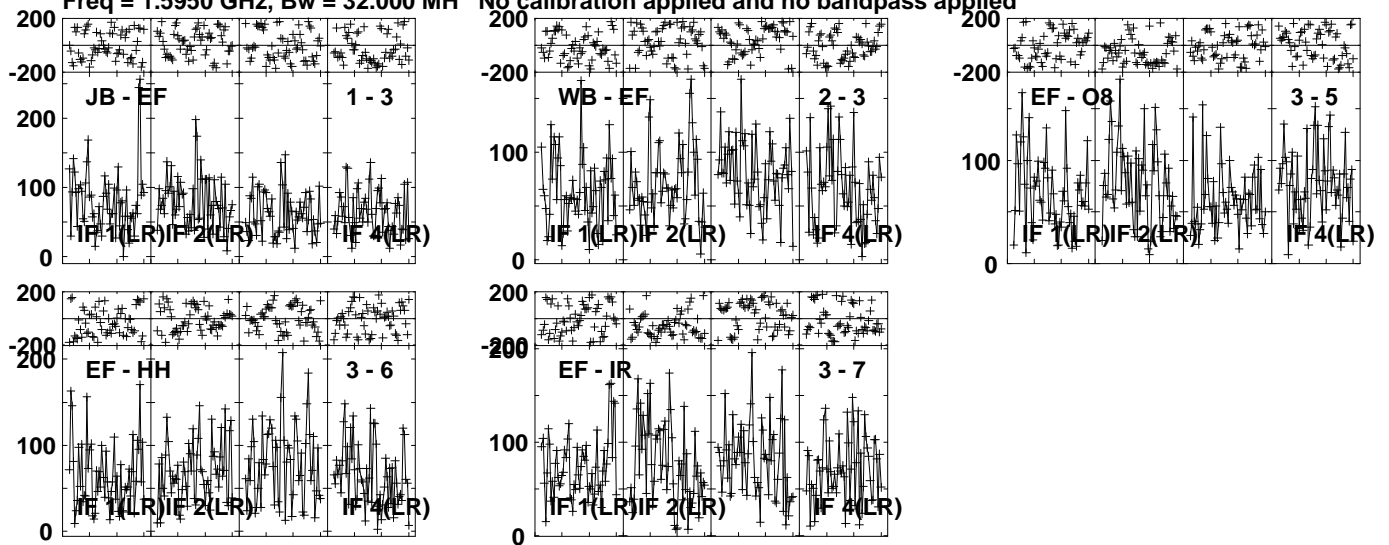 Freq = 1.5950 GHz, Bw = 32.000 MH No calibration applied and no bandpass applied
200 200 200
-200 -200 -200
JB - EF 1 - 3 WB - EF 2 - 3 EF - O8 3 - 5
200
100 100 100
IF 1(LR) IF 2(LR) IF 4(LR) IF 1(LR) IF 2(LR) IF 4(LR) IF 1(LR) IF 2(LR) IF 4(LR)
0 0 0
200 200
-200 -200
200 200
EF - HH 3 - 6 EF - IR 3 - 7
100 100
IF 1(LR) IF 2(LR) IF 4(LR) IF 1(LR) IF 2(LR) IF 4(LR)
0 0